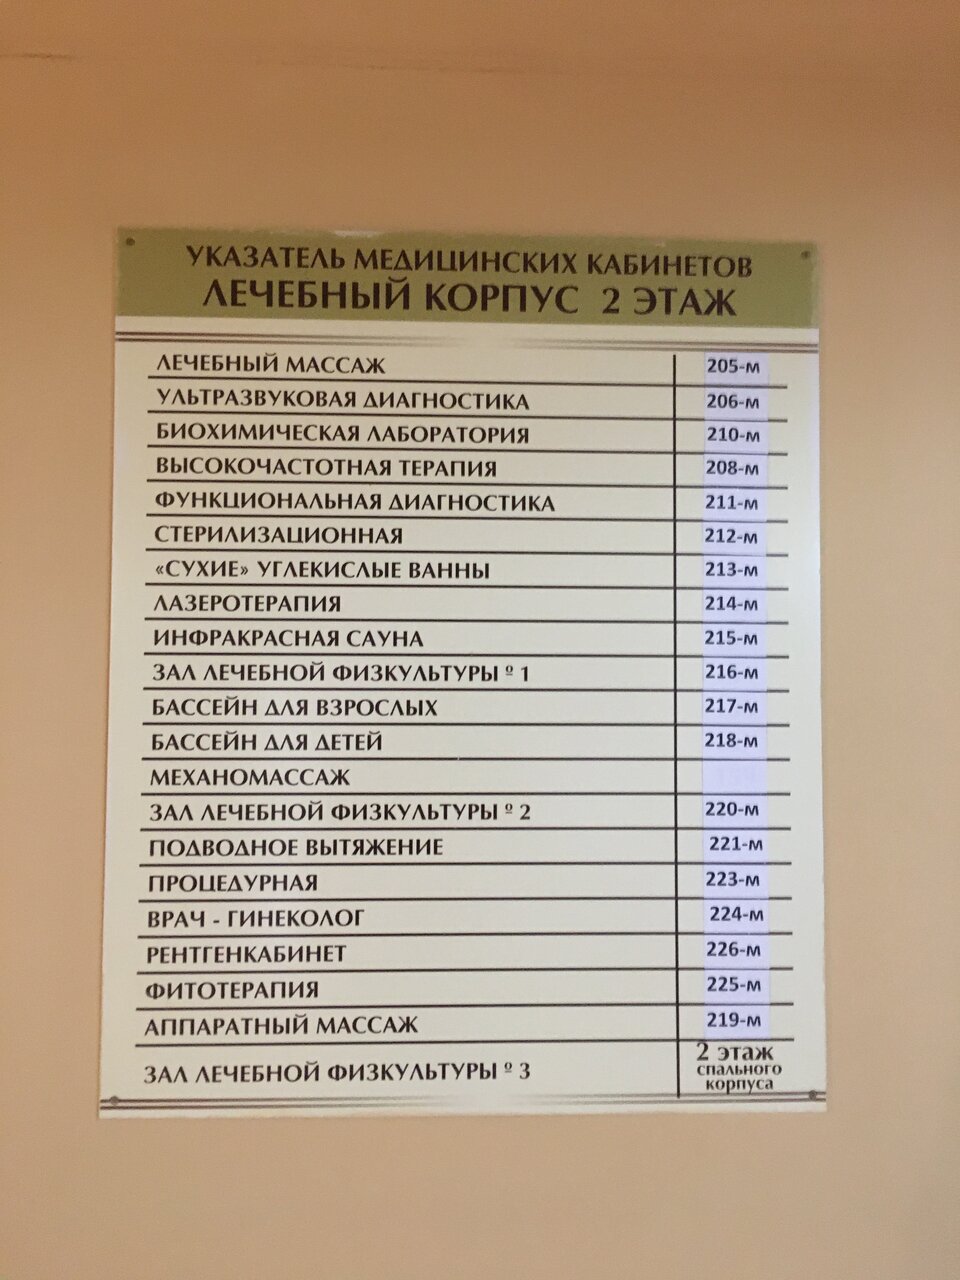 УКАЗАТЕЛЬ МЕДИЦИНСКИХ КАБИНЕТОВ
ЛЕЧЕБНЫЙ КОРПУС 2 ЭТАЖ
ЛЕЧЕБНЫЙ МАССАЖ 205-м
УЛЬТРАЗВУКОВАЯ ДИАГНОСТИКА 206-м
БИОХИМИЧЕСКАЯ ЛАБОРАТОРИЯ 210-м
ВЫСОКОЧАСТОТНАЯ ТЕРАПИЯ 208-м
ФУНКЦИОНАЛЬНАЯ ДИАГНОСТИКА 211-м
СТЕРИЛИЗАЦИОННАЯ 212-м
«СУХИЕ» УГЛЕКИСЛЫЕ ВАННЫ 213-м
ЛАЗЕРОТЕРАПИЯ 214-м
ИНФРАКРАСНАЯ САУНА 215-м
ЗАЛ ЛЕЧЕБНОЙ ФИЗКУЛЬТУРЫ º 1 216-м
БАССЕЙН ДЛЯ ВЗРОСЛЫХ 217-м
БАССЕЙН ДЛЯ ДЕТЕЙ 218-м
МЕХАНОМАССАЖ
ЗАЛ ЛЕЧЕБНОЙ ФИЗКУЛЬТУРЫ º 2 220-м
ПОДВОДНОЕ ВЫТЯЖЕНИЕ 221-м
ПРОЦЕДУРНАЯ 223-м
ВРАЧ - ГИНЕКОЛОГ 224-м
РЕНТГЕНКАБИНЕТ 226-м
ФИТОТЕРАПИЯ 225-м
АППАРАТНЫЙ МАССАЖ 219-м
ЗАЛ ЛЕЧЕБНОЙ ФИЗКУЛЬТУРЫ º 3
2 этаж
спального
корпуса